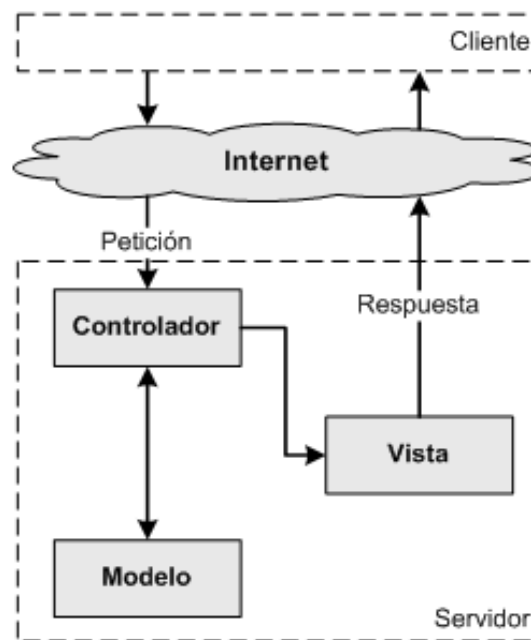 Cliente
Internet
Petición
Controlador
Respuesta
Vista
Modelo
Servidor